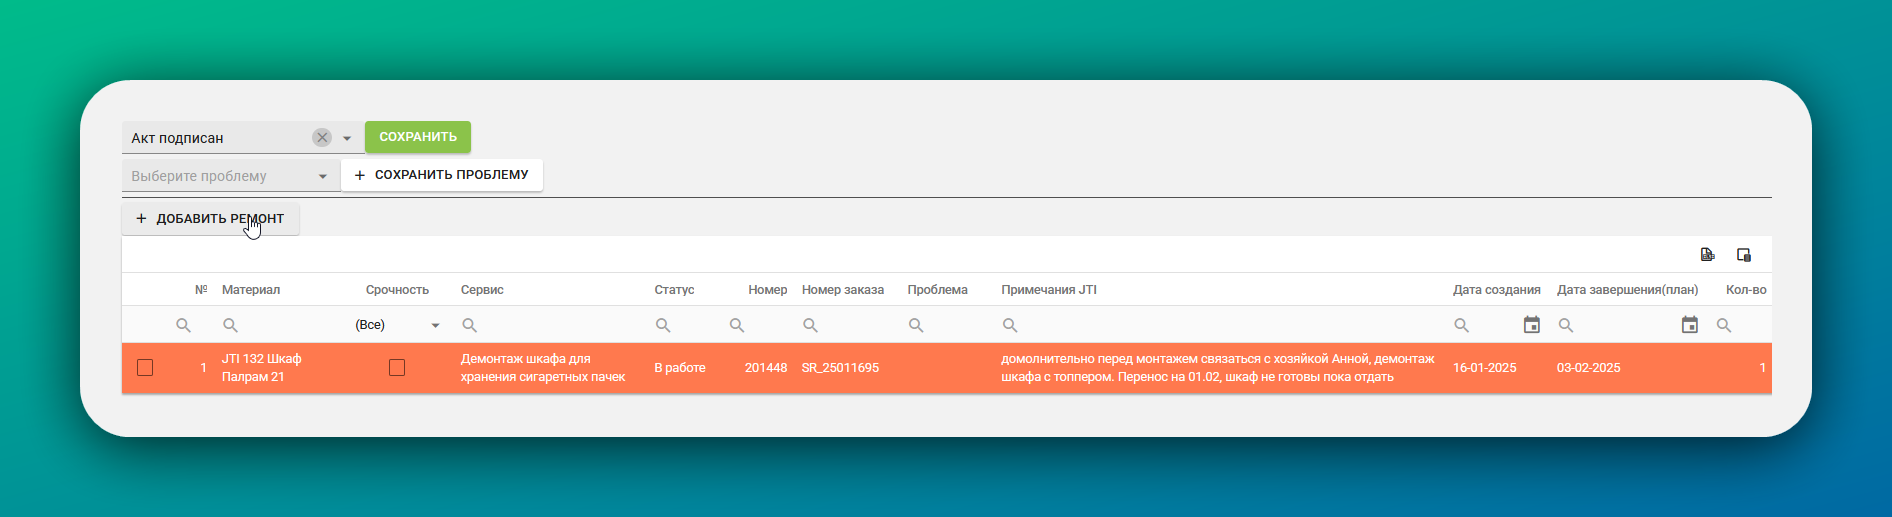 Акт подписан
СОХРАНИТЬ
Выберите проблему
+ СОХРАНИТЬ ПРОБЛЕМУ
+ ДОБАВИТЬ РЕМОНТ
№ Материал Срочность Сервис Статус Номер Номер заказа Проблема Примечания JTI Дата создания Дата завершения(план) Кол-во
(Все)
1
JTI 132 Шкаф
Палрам 21
Демонтаж шкафа для
хранения сигаретных пачек
В работе
201448
SR_25011695
домолнительно перед монтажем связаться с хозяйкой Анной, демонтаж
шкафа с топпером. Перенос на 01.02, шкаф не готовы пока отдать
16-01-2025
03-02-2025
1